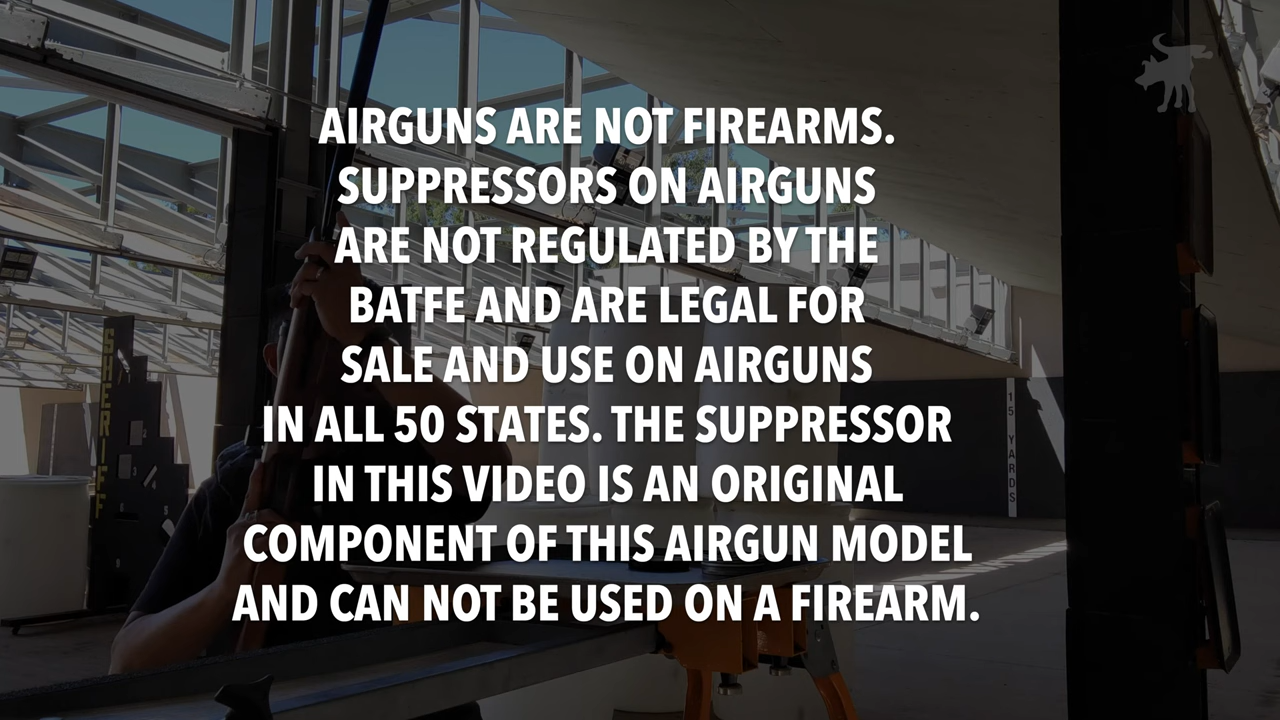 AIRGUNS ARE NOT FIREARMS.
SUPPRESSORS ON AIRGUNS
ARE NOT REGULATED BY THE
BATFE AND ARE LEGAL FOR
SALE AND USE ON AIRGUNS
IN ALL 50 STATES. THE SUPPRESSOR
IN THIS VIDEO IS AN ORIGINAL
COMPONENT OF THIS AIRGUN MODEL
AND CAN NOT BE USED ON A FIREARM.
SHERIFF
15 YARDS